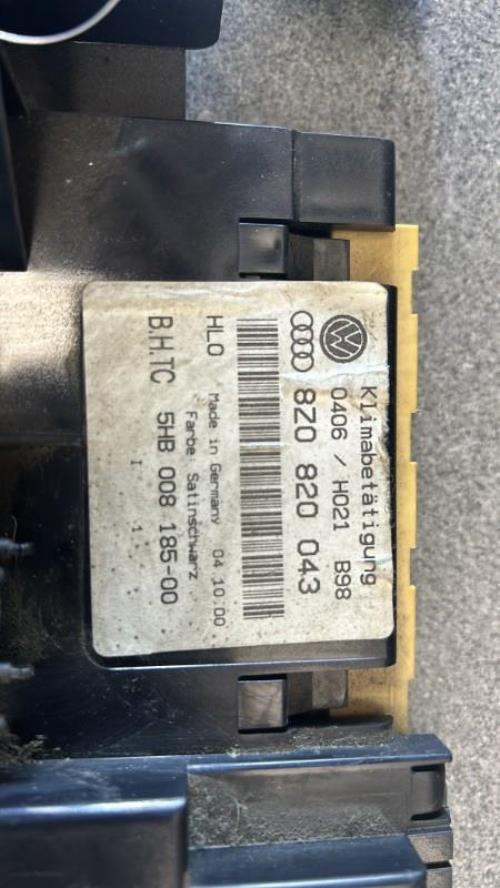 Klimabetätigung
0406 / H021 B98
8Z0 820 043
HLO Made in Germany 04.10.00
Farbe: Satinschwarz
B.H.TC 5HB 008 185-00
I 1